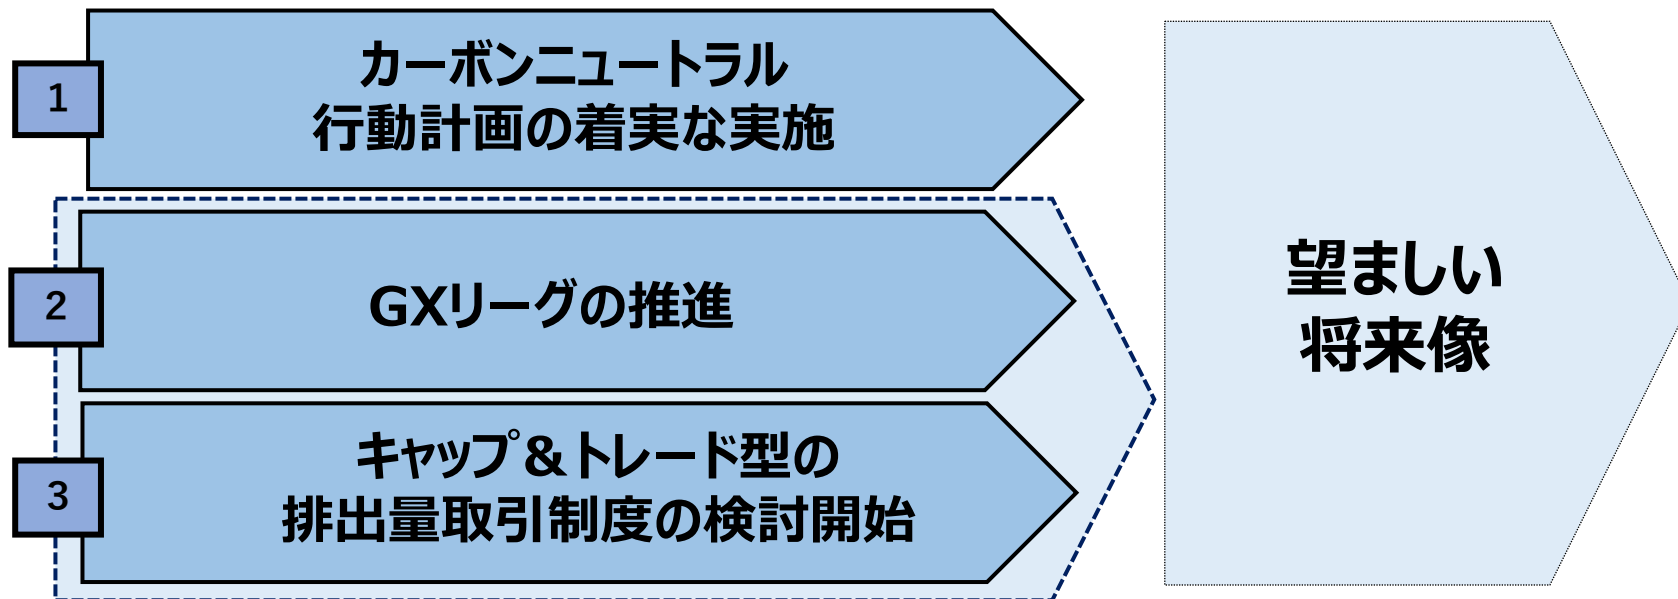 1
カーボンニュートラル
行動計画の着実な実施
2
GXリーグの推進
3
キャップ&トレード型の
排出量取引制度の検討開始
望ましい
将来像